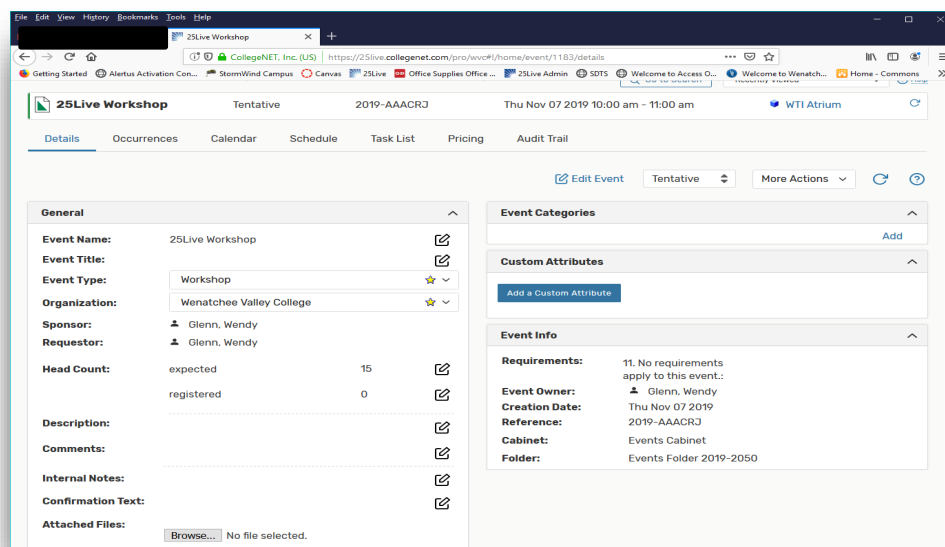 File Edit View History Bookmarks Tools Help
25Live Workshop
CollegeNET, Inc. (US) https://25live.collegenet.com/pro/wvc#!/home/event/1183/details
Getting Started Alertus Activation Con... StormWind Campus Canvas 25Live Office Supplies Office ... 25Live Admin SDTS Welcome to Access O... Welcome to Wenatch... Home - Commons
Go to Search Recently Viewed Help
25Live Workshop Tentative 2019-AAACRJ Thu Nov 07 2019 10:00 am - 11:00 am WTI Atrium
Details Occurrences Calendar Schedule Task List Pricing Audit Trail
Edit Event Tentative More Actions
General
Event Name: 25Live Workshop
Event Title:
Event Type: Workshop
Organization: Wenatchee Valley College
Sponsor: Glenn, Wendy
Requestor: Glenn, Wendy
Head Count: expected 15
registered 0
Description:
Comments:
Internal Notes:
Confirmation Text:
Attached Files:
Browse... No file selected.
Event Categories
Add
Custom Attributes
Add a Custom Attribute
Event Info
Requirements: 11. No requirements
apply to this event.:
Event Owner: Glenn, Wendy
Creation Date: Thu Nov 07 2019
Reference: 2019-AAACRJ
Cabinet: Events Cabinet
Folder: Events Folder 2019-2050